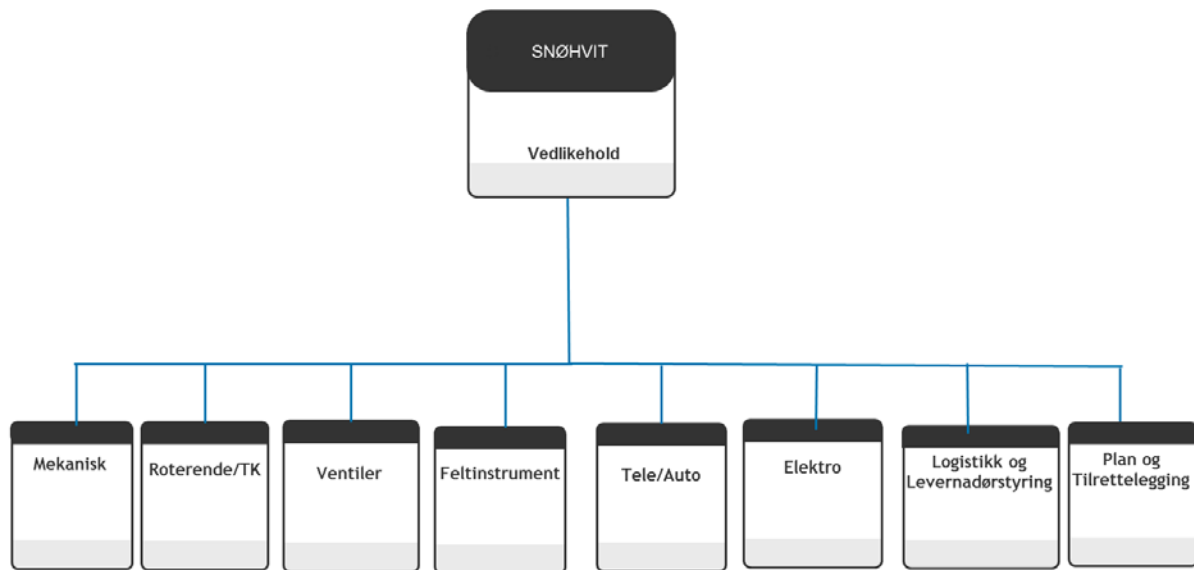 SNØHVIT
Vedlikehold
Mekanisk
Roterende/TK
Ventiler
Feltinstrument
Tele/Auto
Elektro
Logistikk og
Levernadørstyring
Plan og
Tilrettelegging